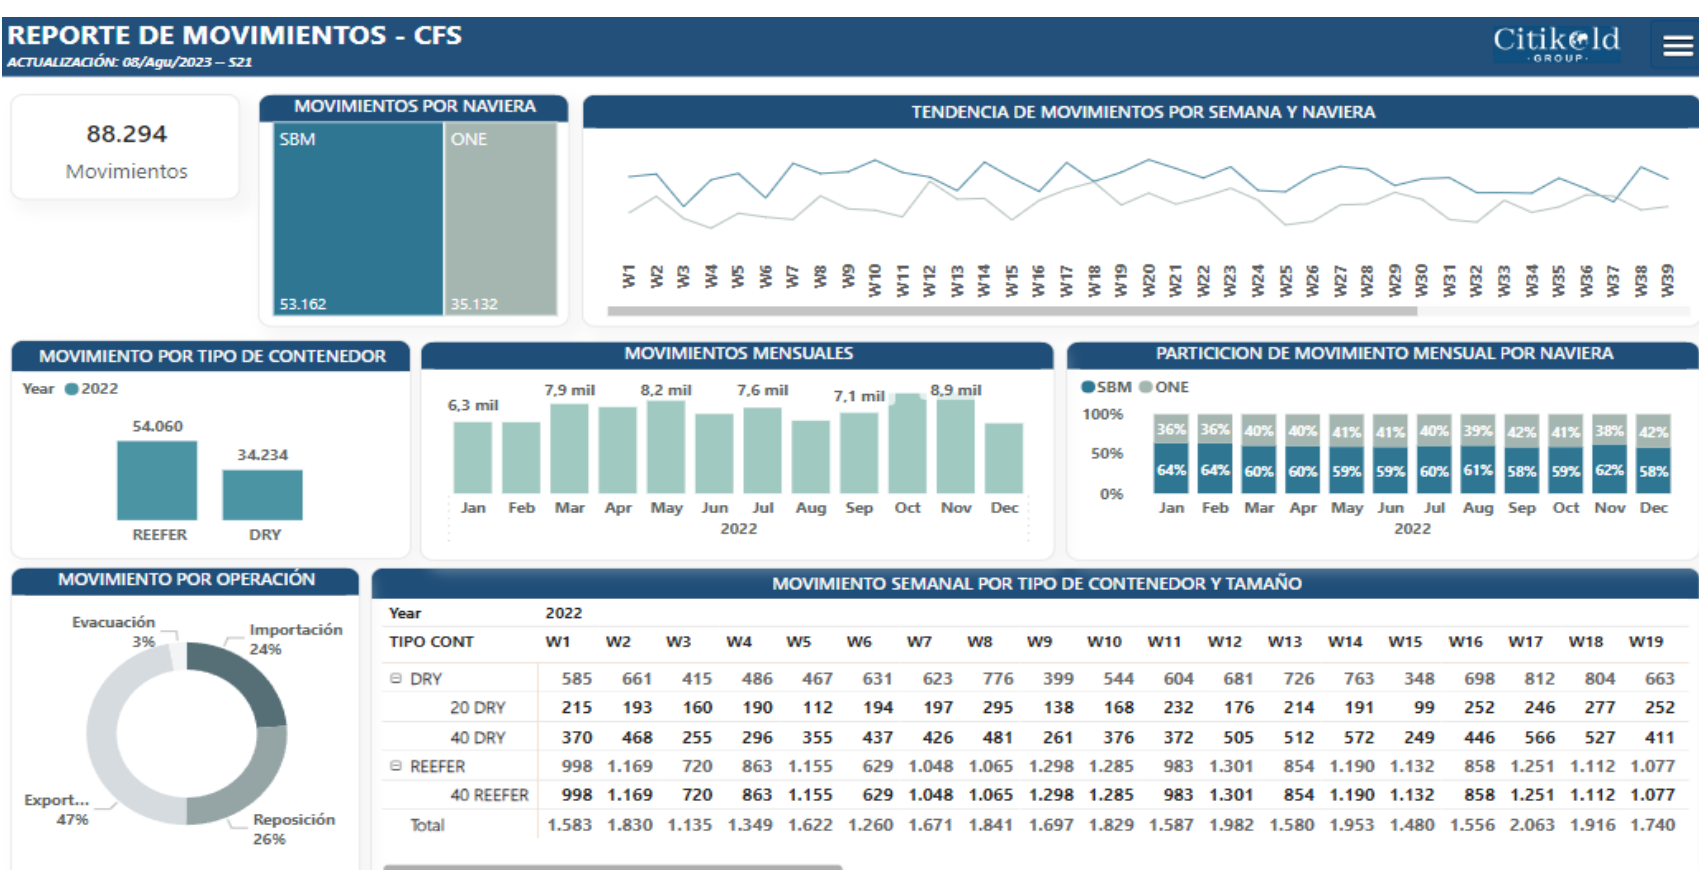 REPORTE DE MOVIMIENTOS - CFS
ACTUALIZACIÓN: 08/Agu/2023 – S21
Citikold
· GROUP ·
88.294
Movimientos
MOVIMIENTOS POR NAVIERA
SBM ONE
53.162 35.132
TENDENCIA DE MOVIMIENTOS POR SEMANA Y NAVIERA
W1 W2 W3 W4 W5 W6 W7 W8 W9 W10 W11 W12 W13 W14 W15 W16 W17 W18 W19 W20 W21 W22 W23 W24 W25 W26 W27 W28 W29 W30 W31 W32 W33 W34 W35 W36 W37 W38 W39
MOVIMIENTO POR TIPO DE CONTENEDOR
Year 2022
54.060
34.234
REEFER DRY
MOVIMIENTOS MENSUALES
6,3 mil 7,9 mil 8,2 mil 7,6 mil 7,1 mil 8,9 mil
Jan Feb Mar Apr May Jun Jul Aug Sep Oct Nov Dec
2022
PARTICICION DE MOVIMIENTO MENSUAL POR NAVIERA
SBM ONE
100%
50%
0%
36% 36% 40% 40% 41% 41% 40% 39% 42% 41% 38% 42%
64% 64% 60% 60% 59% 59% 60% 61% 58% 59% 62% 58%
Jan Feb Mar Apr May Jun Jul Aug Sep Oct Nov Dec
2022
MOVIMIENTO POR OPERACIÓN
Evacuación
3%
Importación
24%
Export...
47%
Reposición
26%
MOVIMIENTO SEMANAL POR TIPO DE CONTENEDOR Y TAMAÑO
Year 2022
TIPO CONT W1 W2 W3 W4 W5 W6 W7 W8 W9 W10 W11 W12 W13 W14 W15 W16 W17 W18 W19
DRY 585 661 415 486 467 631 623 776 399 544 604 681 726 763 348 698 812 804 663
20 DRY 215 193 160 190 112 194 197 295 138 168 232 176 214 191 99 252 246 277 252
40 DRY 370 468 255 296 355 437 426 481 261 376 372 505 512 572 249 446 566 527 411
REEFER 998 1.169 720 863 1.155 629 1.048 1.065 1.298 1.285 983 1.301 854 1.190 1.132 858 1.251 1.112 1.077
40 REEFER 998 1.169 720 863 1.155 629 1.048 1.065 1.298 1.285 983 1.301 854 1.190 1.132 858 1.251 1.112 1.077
Total 1.583 1.830 1.135 1.349 1.622 1.260 1.671 1.841 1.697 1.829 1.587 1.982 1.580 1.953 1.480 1.556 2.063 1.916 1.740